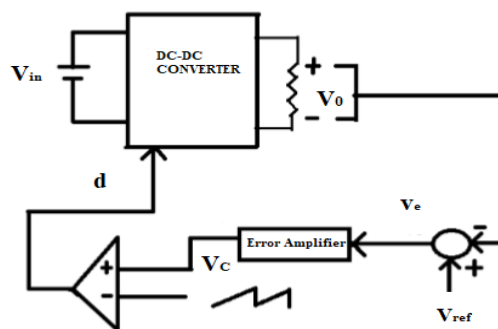 DC-DC
CONVERTER
Vin
+
V0
-
d
ve
Error Amplifier
-
+
VC
+
-
Vref